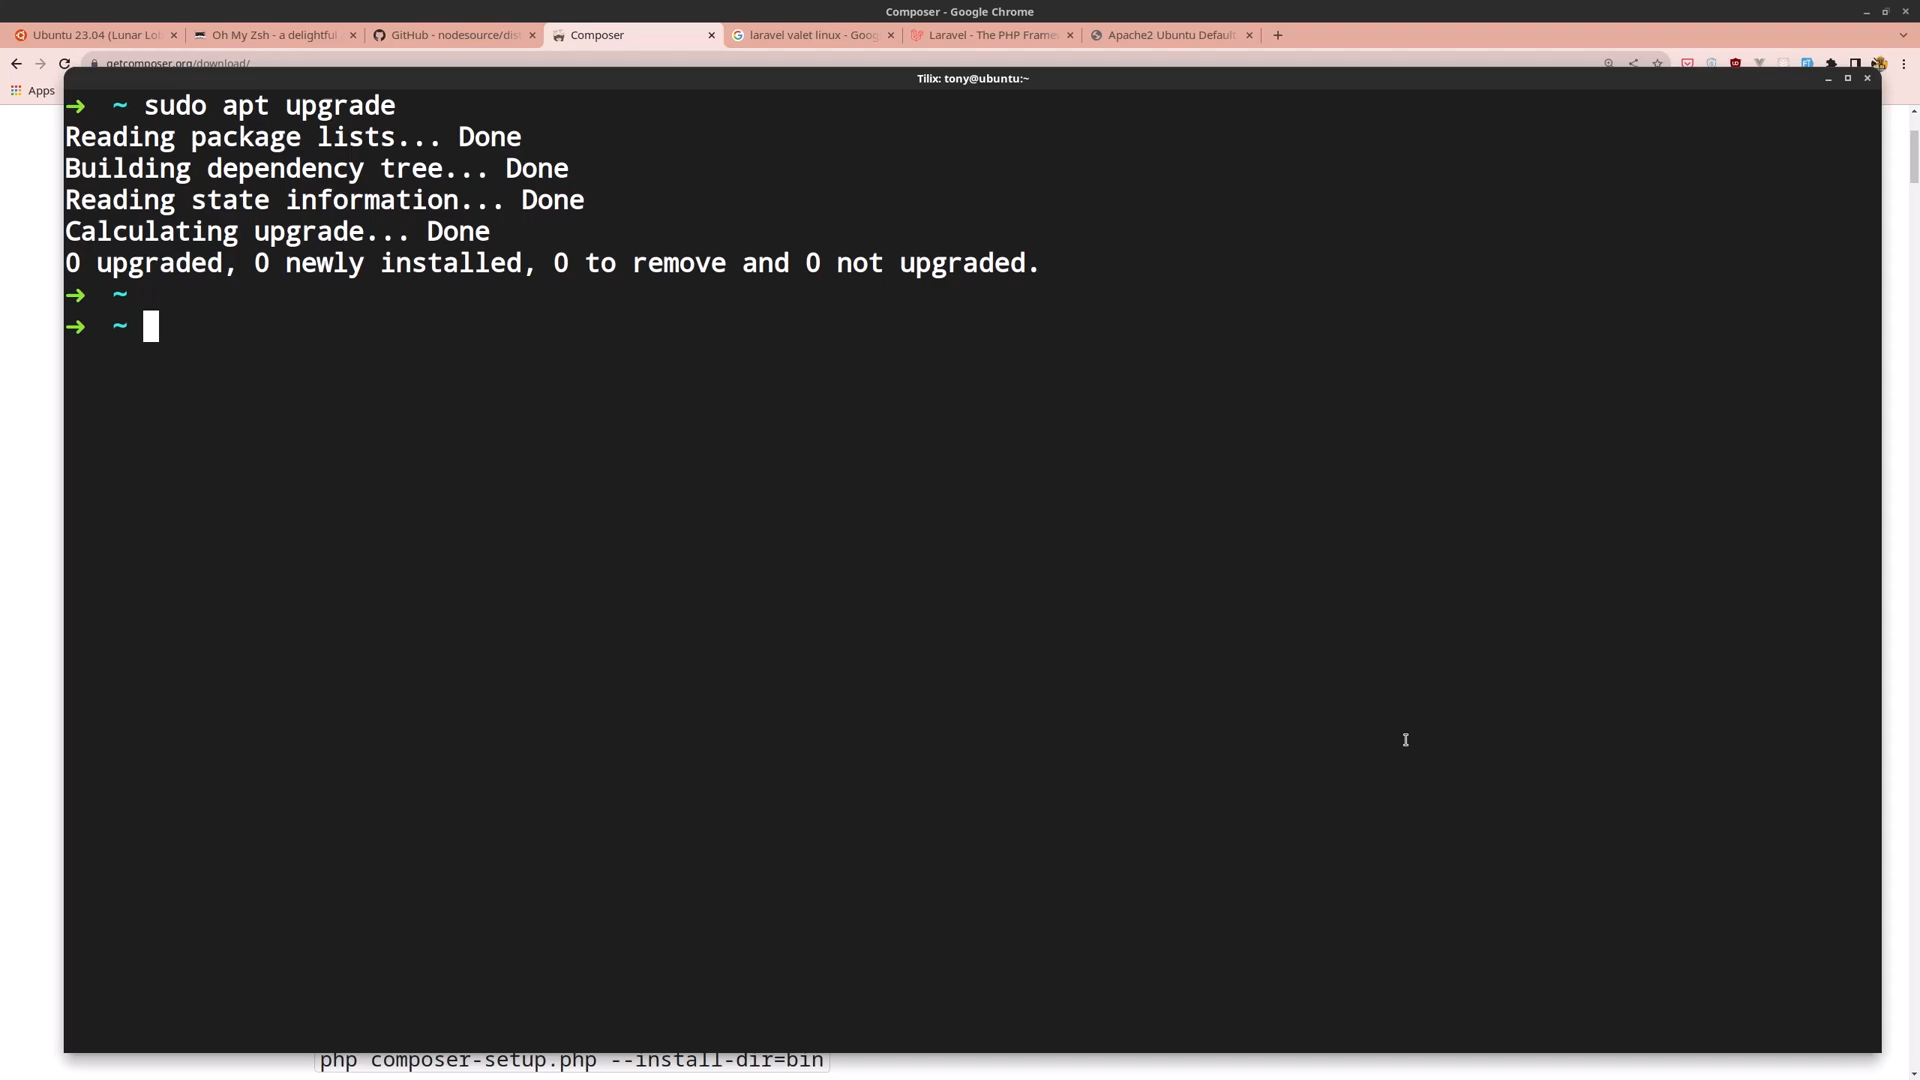 Composer - Google Chrome
Ubuntu 23.04 (Lunar Lob
Oh My Zsh - a delightful
GitHub - nodesource/dis
Composer
laravel valet linux - Goog
Laravel - The PHP Frame
Apache2 Ubuntu Default
getcomposer.org/download/
Apps
Tilix: tony@ubuntu:~
➜ ~ sudo apt upgrade
Reading package lists... Done
Building dependency tree... Done
Reading state information... Done
Calculating upgrade... Done
0 upgraded, 0 newly installed, 0 to remove and 0 not upgraded.
➜ ~
➜ ~
php composer-setup.php --install-dir=bin